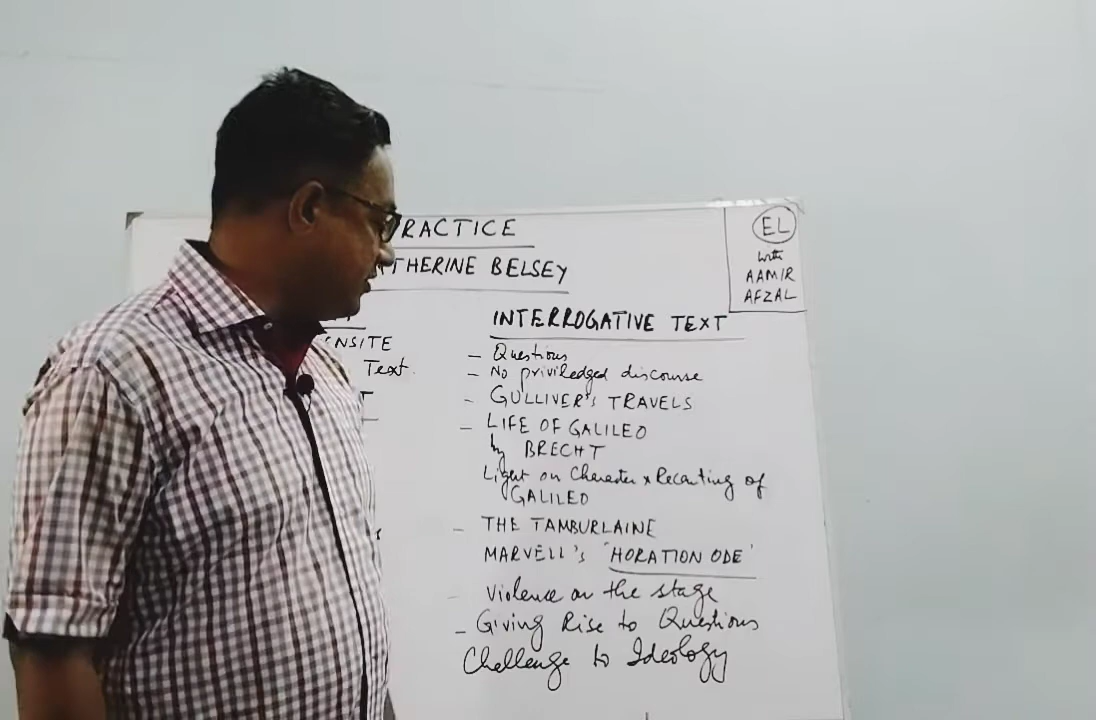 RACTICE
THERINE BELSEY
EL
with
AAMIR
AFZAL
ENSITE
Text.
INTERROGATIVE TEXT
- Questions
- No priviledged discourse
- GULLIVER'S TRAVELS
- LIFE OF GALILEO
by BRECHT
Light on Character & Recanting of
GALILEO
- THE TAMBURLAINE
MARVELL'S 'HORATION ODE'
- Violence on the stage
- Giving Rise to Questions
Challenge to Ideology